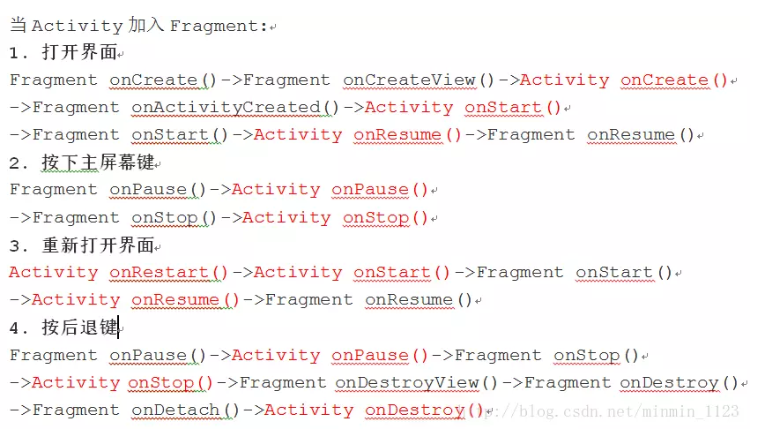 当Activity加入Fragment:
1. 打开界面
Fragment onCreate()->Fragment onCreateView()->Activity onCreate()
->Fragment onActivityCreated()->Activity onStart()
->Fragment onStart()->Activity onResume()->Fragment onResume()
2. 按下主屏幕键
Fragment onPause()->Activity onPause()
->Fragment onStop()->Activity onStop()
3. 重新打开界面
Activity onRestart()->Activity onStart()->Fragment onStart()
->Activity onResume()->Fragment onResume()
4. 按后退键
Fragment onPause()->Activity onPause()->Fragment onStop()
->Activity onStop()->Fragment onDestroyView()->Fragment onDestroy()
->Fragment onDetach()->Activity onDestroy()
http://blog.csdn.net/minmin_1123